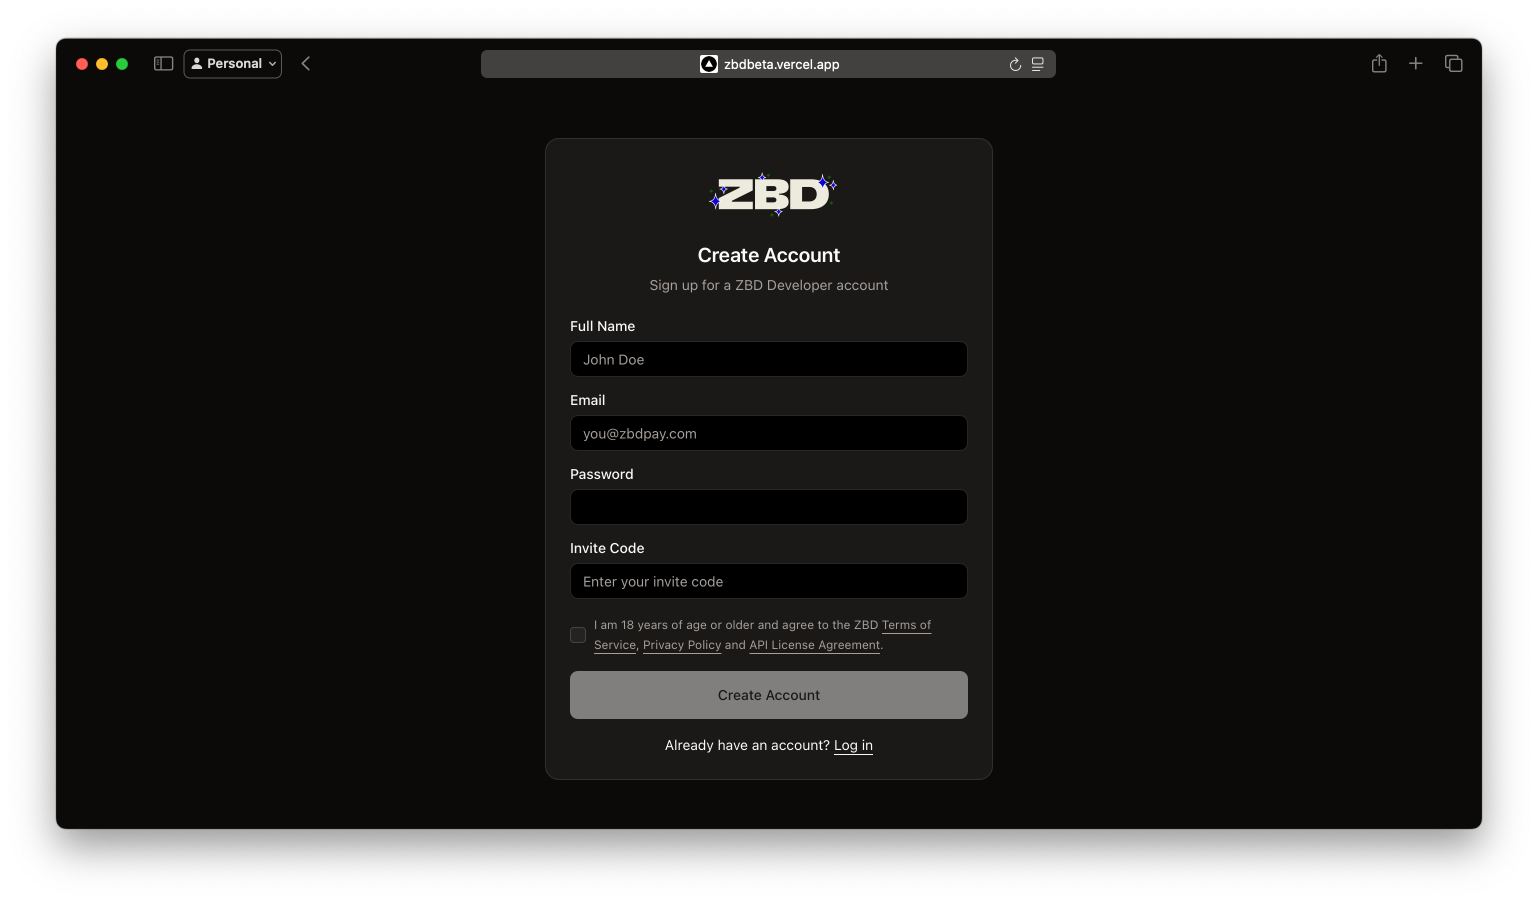 Personal
zbdbeta.vercel.app
ZBD
Create Account
Sign up for a ZBD Developer account
Full Name
John Doe
Email
you@zbdpay.com
Password
Invite Code
Enter your invite code
I am 18 years of age or older and agree to the ZBD Terms of
Service, Privacy Policy and API License Agreement.
Create Account
Already have an account? Log in